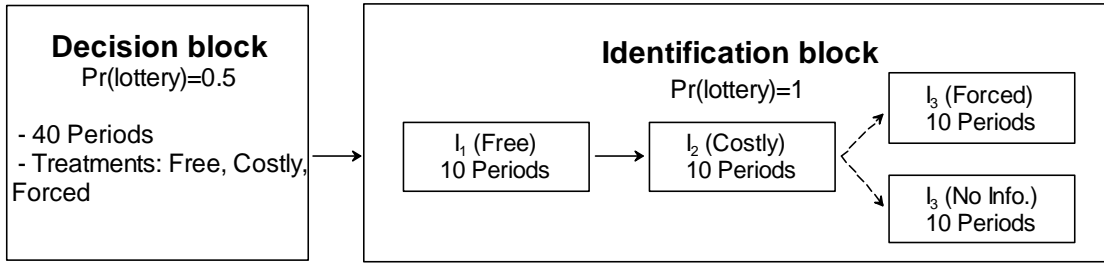 Decision block
Pr(lottery)=0.5
- 40 Periods
- Treatments: Free, Costly,
Forced
Identification block
Pr(lottery)=1
I₁ (Free)
10 Periods
I₂ (Costly)
10 Periods
I₃ (Forced)
10 Periods
I₃ (No Info.)
10 Periods